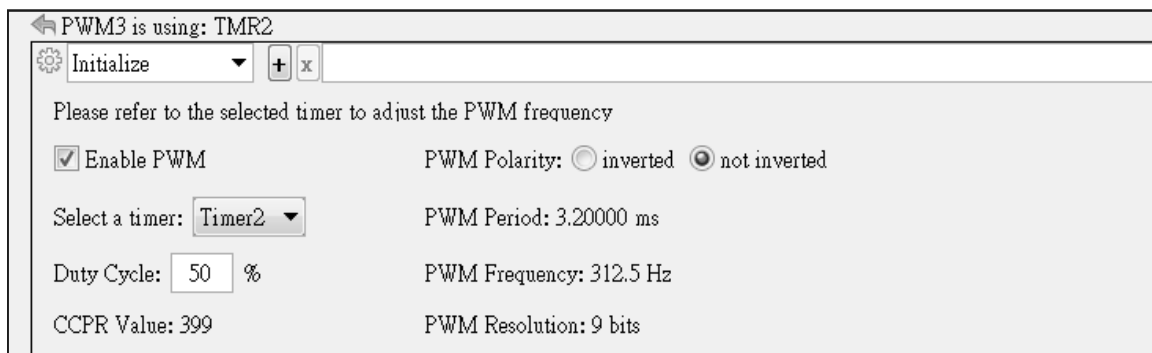 PWM3 is using: TMR2
Initialize + x
Please refer to the selected timer to adjust the PWM frequency
Enable PWM PWM Polarity: inverted not inverted
Select a timer: Timer2 PWM Period: 3.20000 ms
Duty Cycle: 50 % PWM Frequency: 312.5 Hz
CCPR Value: 399 PWM Resolution: 9 bits